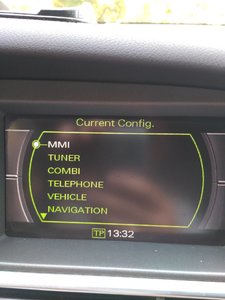 Current Config.
MMI
TUNER
COMBI
TELEPHONE
VEHICLE
NAVIGATION
TP 13:32